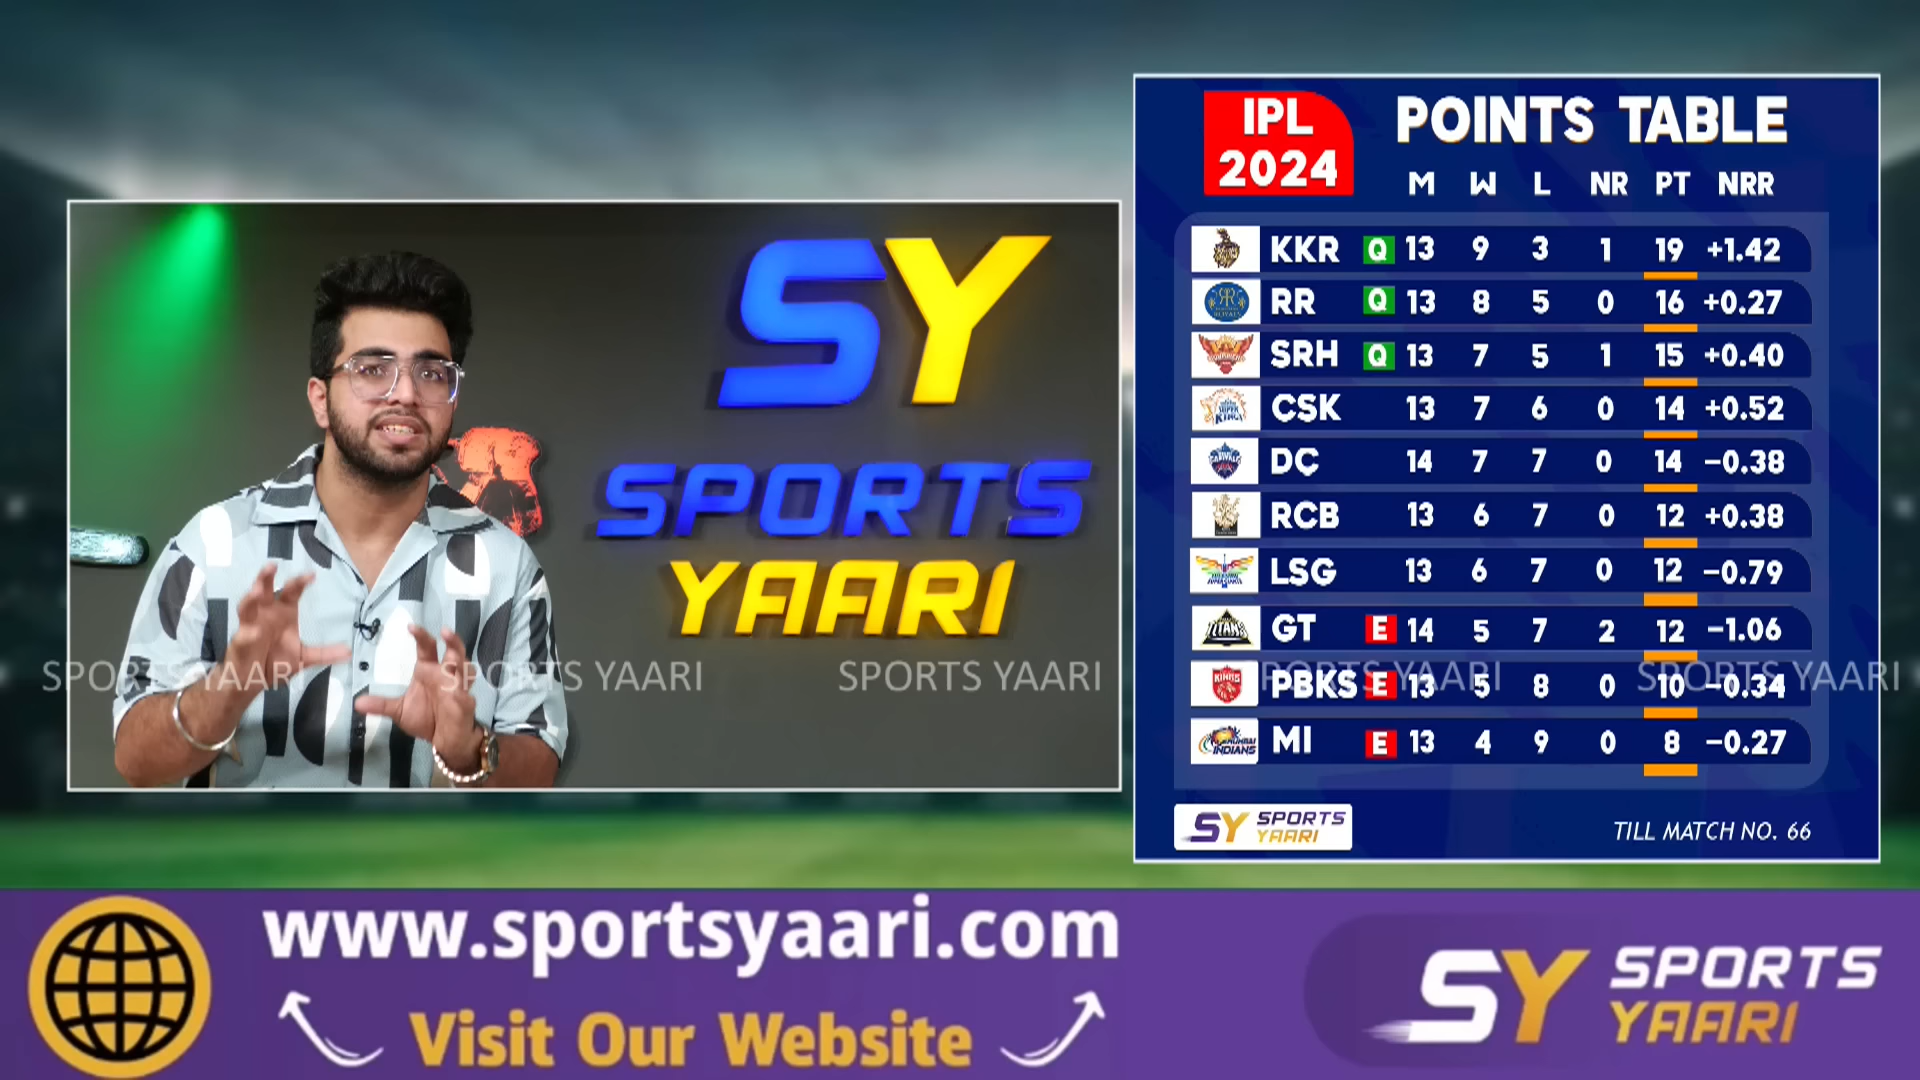 SY
SPORTS
YAARI
IPL
2024
POINTS TABLE
M W L NR PT NRR
KKR Q 13 9 3 1 19 +1.42
RR Q 13 8 5 0 16 +0.27
SRH Q 13 7 5 1 15 +0.40
CSK 13 7 6 0 14 +0.52
DC 14 7 7 0 14 −0.38
RCB 13 6 7 0 12 +0.38
LSG 13 6 7 0 12 −0.79
GT E 14 5 7 2 12 −1.06
PBKS E 13 5 8 0 10 −0.34
MI E 13 4 9 0 8 −0.27
SY SPORTS
YAARI
TILL MATCH NO. 66
SPORTS YAARI SPORTS YAARI SPORTS YAARI SPORTS YAARI SPORTS YAARI
www.sportsyaari.com
Visit Our Website
SY SPORTS
YAARI